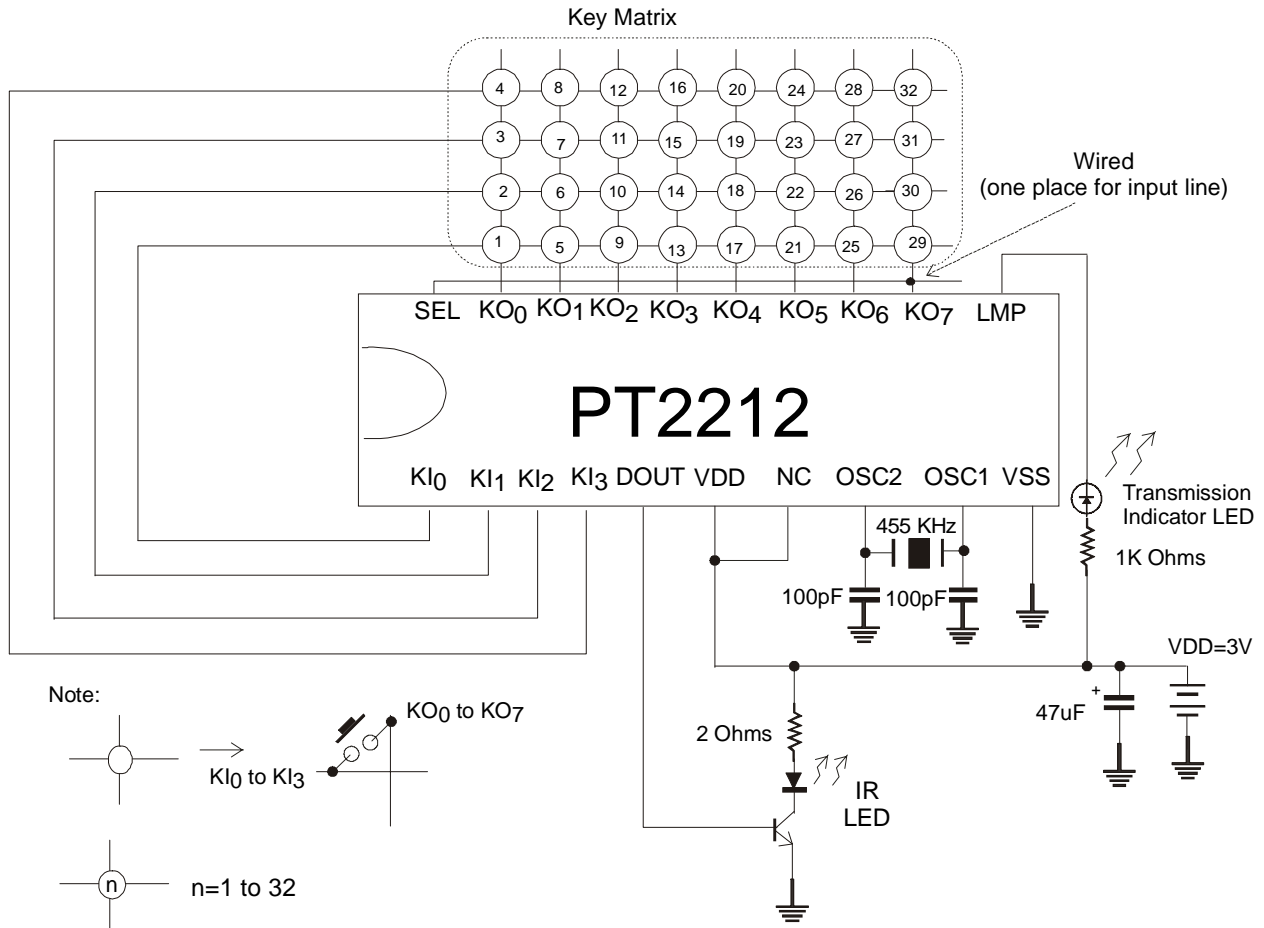 Key Matrix
4 8 12 16 20 24 28 32
3 7 11 15 19 23 27 31
2 6 10 14 18 22 26 30
1 5 9 13 17 21 25 29
Wired
(one place for input line)
SEL KO0 KO1 KO2 KO3 KO4 KO5 KO6 KO7 LMP
PT2212
KI0 KI1 KI2 KI3 DOUT VDD NC OSC2 OSC1 VSS
Transmission
Indicator LED
455 KHz
1K Ohms
100pF 100pF
VDD=3V
Note:
KO0 to KO7
KI0 to KI3
2 Ohms
+
47uF
IR
LED
n
n=1 to 32